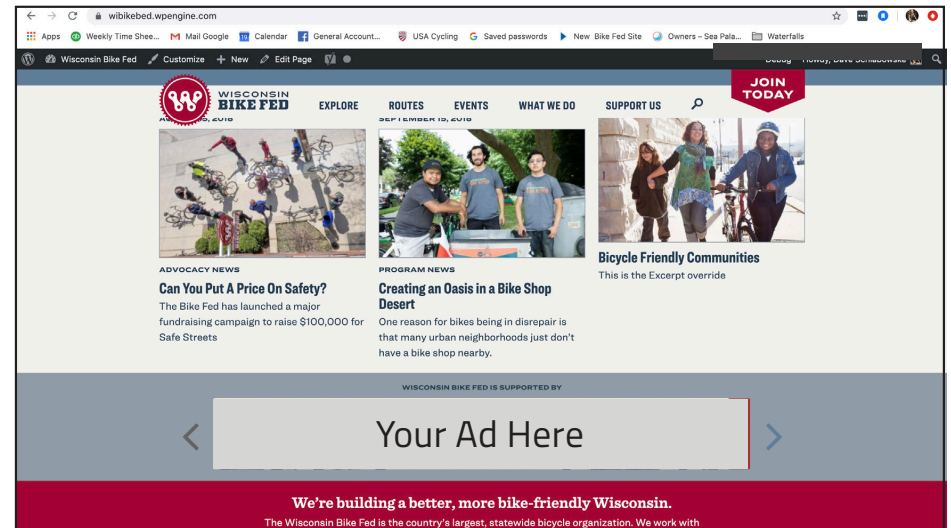 wibikebed.wpengine.com
Apps Weekly Time Shee... Mail Google Calendar General Account... USA Cycling Saved passwords New Bike Fed Site Owners – Sea Pala... Waterfalls
Wisconsin Bike Fed Customize + New Edit Page
JOIN
TODAY
WISCONSIN
BIKE FED
EXPLORE ROUTES EVENTS WHAT WE DO SUPPORT US
SEPTEMBER 15, 2018
ADVOCACY NEWS
Can You Put A Price On Safety?
The Bike Fed has launched a major
fundraising campaign to raise $100,000 for
Safe Streets
PROGRAM NEWS
Creating an Oasis in a Bike Shop
Desert
One reason for bikes being in disrepair is
that many urban neighborhoods just don't
have a bike shop nearby.
Bicycle Friendly Communities
This is the Excerpt override
WISCONSIN BIKE FED IS SUPPORTED BY
Your Ad Here
We're building a better, more bike-friendly Wisconsin.
The Wisconsin Bike Fed is the country's largest, statewide bicycle organization. We work with